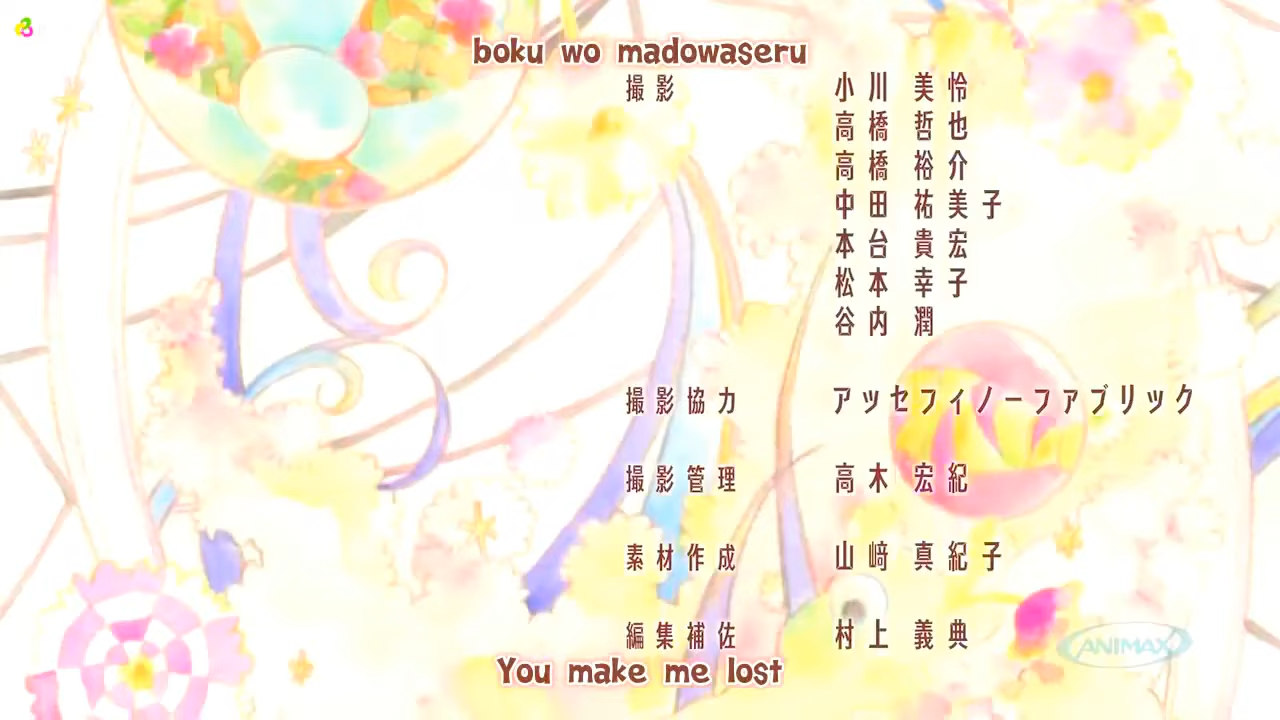 boku wo madowaseru
撮影 小川 美怜
高橋 哲也
高橋 裕介
中田 祐美子
本台 貴宏
松本 幸子
谷内 潤
撮影協力 アッセフィノーファブリック
撮影管理 高木 宏紀
素材作成 山﨑 真紀子
編集補佐 村上 義典
ANIMAX
You make me lost